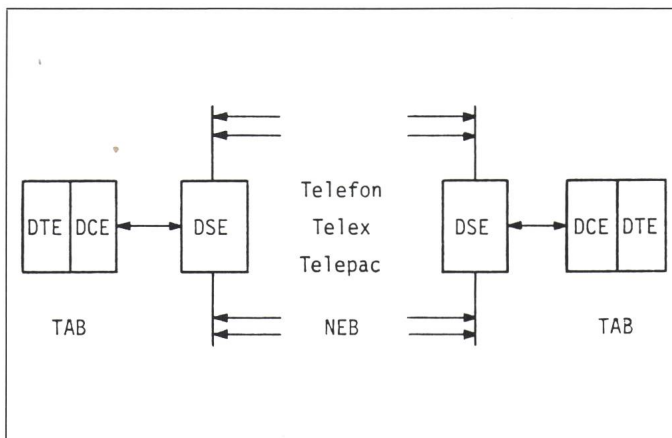 Telefon
DTE DCE DSE Telex DSE DCE DTE
Telepac
TAB NEB TAB